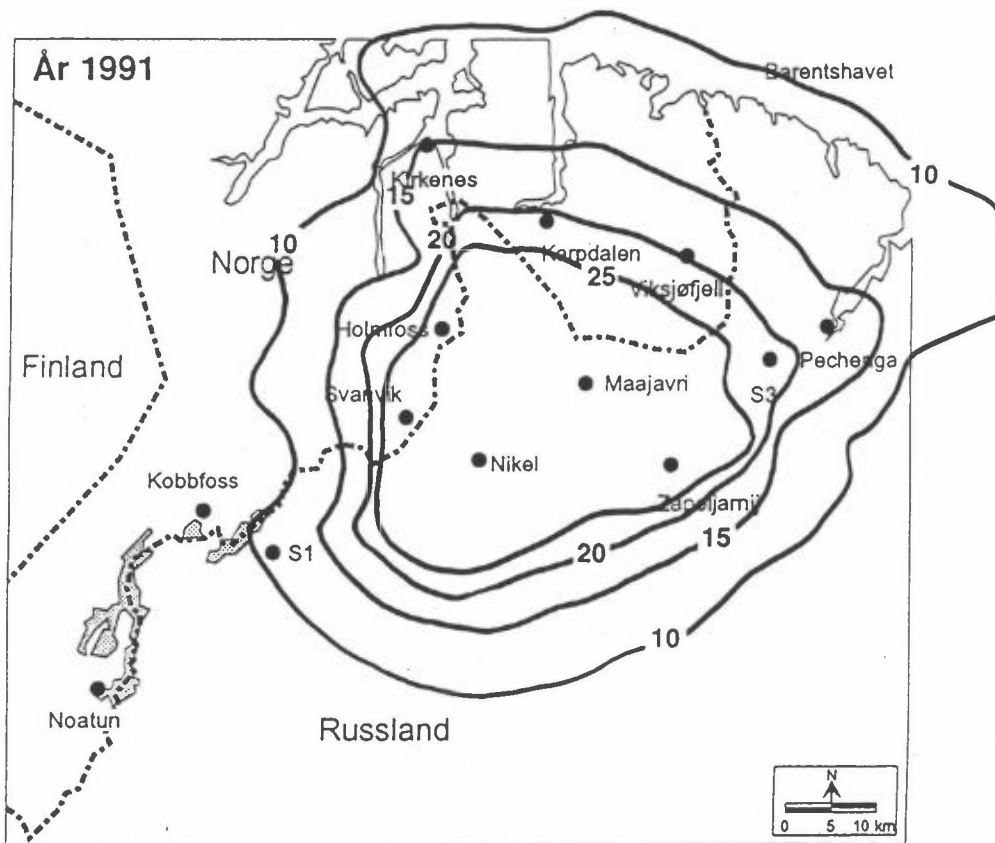 År 1991
Barentshavet
10
Kirkenes
15
10
20
Norge
Karpdalen
25
Viksjøfjell
Holmfoss
Pechenga
Finland
Maajavri
S3
Svanvik
Nikel
Kobbfoss
Zapoljarnij
S1
15
20
10
Noatun
Russland
N
0 5 10 km